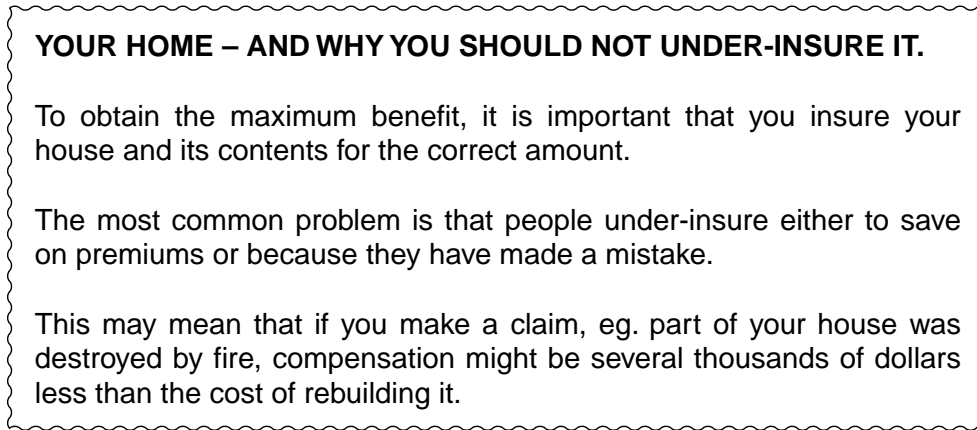 YOUR HOME – AND WHY YOU SHOULD NOT UNDER-INSURE IT.
To obtain the maximum benefit, it is important that you insure your
house and its contents for the correct amount.
The most common problem is that people under-insure either to save
on premiums or because they have made a mistake.
This may mean that if you make a claim, eg. part of your house was
destroyed by fire, compensation might be several thousands of dollars
less than the cost of rebuilding it.